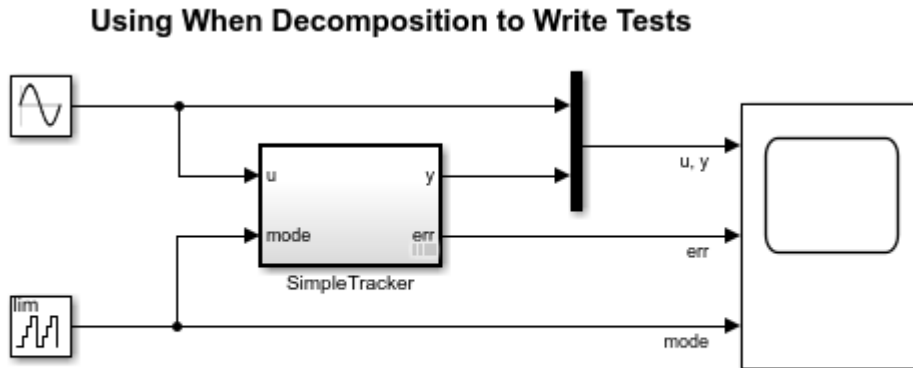 Using When Decomposition to Write Tests
u
y
u, y
mode
err
err
SimpleTracker
lim
mode